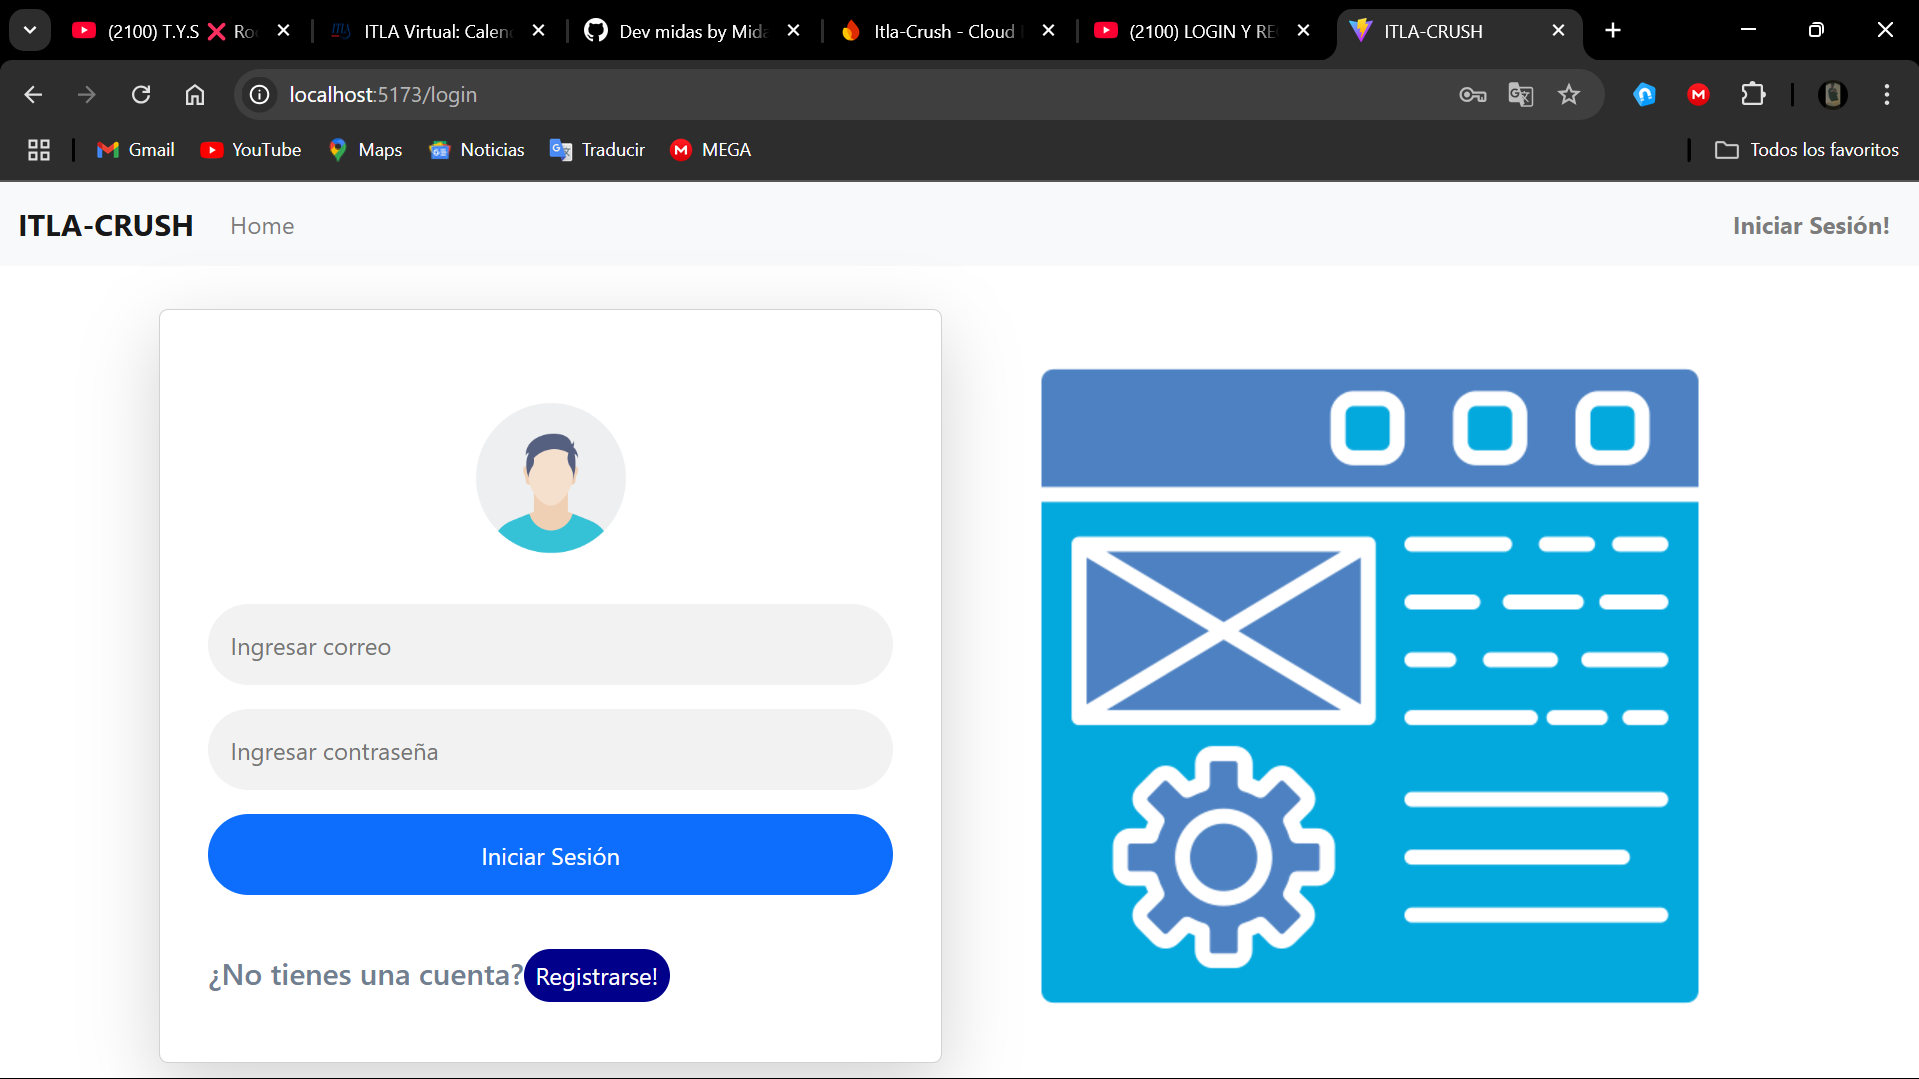 (2100) T.Y.S ❌ Ro
ITLA Virtual: Calen
Dev midas by Mid
Itla-Crush - Cloud
(2100) LOGIN Y RE
ITLA-CRUSH
localhost:5173/login
Gmail
YouTube
Maps
Noticias
Traducir
MEGA
Todos los favoritos
ITLA-CRUSH
Home
Iniciar Sesión!
Ingresar correo
Ingresar contraseña
Iniciar Sesión
¿No tienes una cuenta? Registrarse!